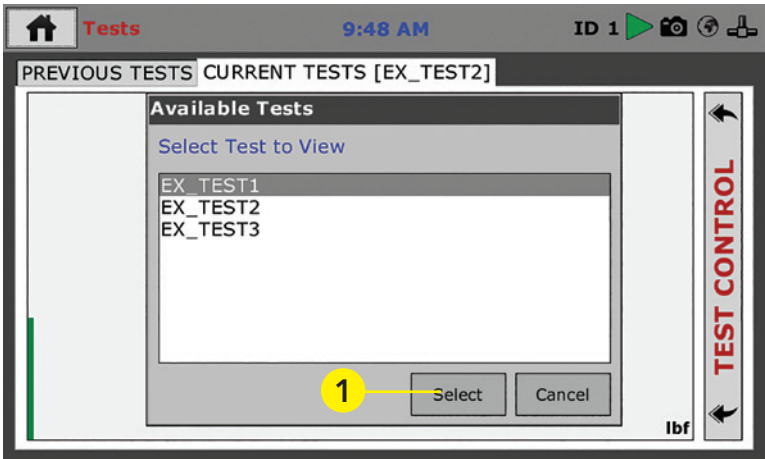 Tests 9:48 AM ID 1
PREVIOUS TESTS CURRENT TESTS [EX_TEST2]
Available Tests
Select Test to View
EX_TEST1
EX_TEST2
EX_TEST3
1 Select Cancel
lbf
TEST CONTROL